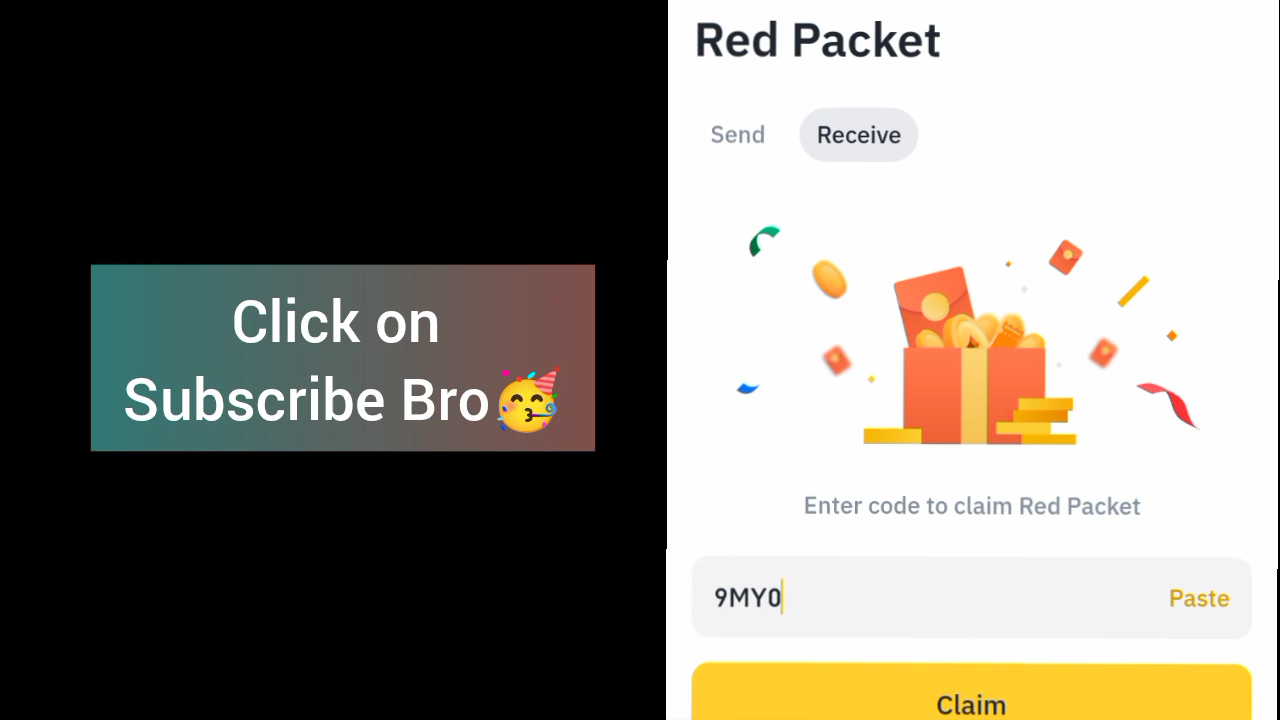 Click on
Subscribe Bro🥳
Red Packet
Send
Receive
Enter code to claim Red Packet
9MY0
Paste
Claim